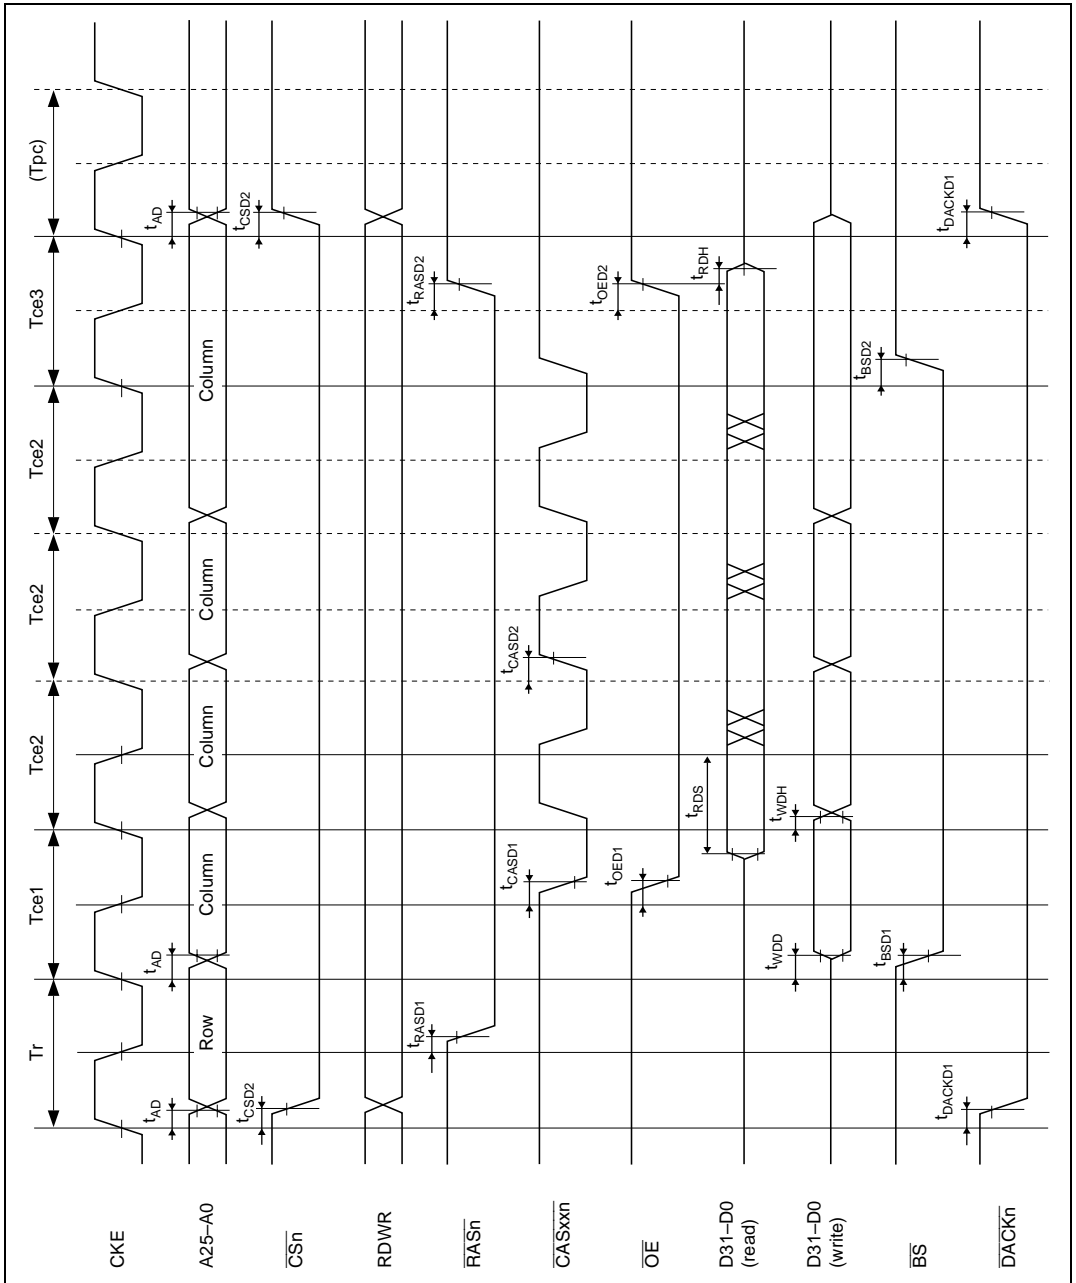 Tr Tce1 Tce2 Tce2 Tce2 Tce3 (Tpc)
CKE
tAD tAD tAD
A25–A0 Row Column Column Column Column
tCSD2 tCSD2
CSn
RDWR
tRASD1 tRASD2
RASn
tCASD1 tCASD2
CASxxn
tOED1 tOED2
OE
tRDS tRDH
D31–D0
(read)
tWDD tWDH
D31–D0
(write)
tBSD1 tBSD2
BS
tDACKD1 tDACKD1
DACKn